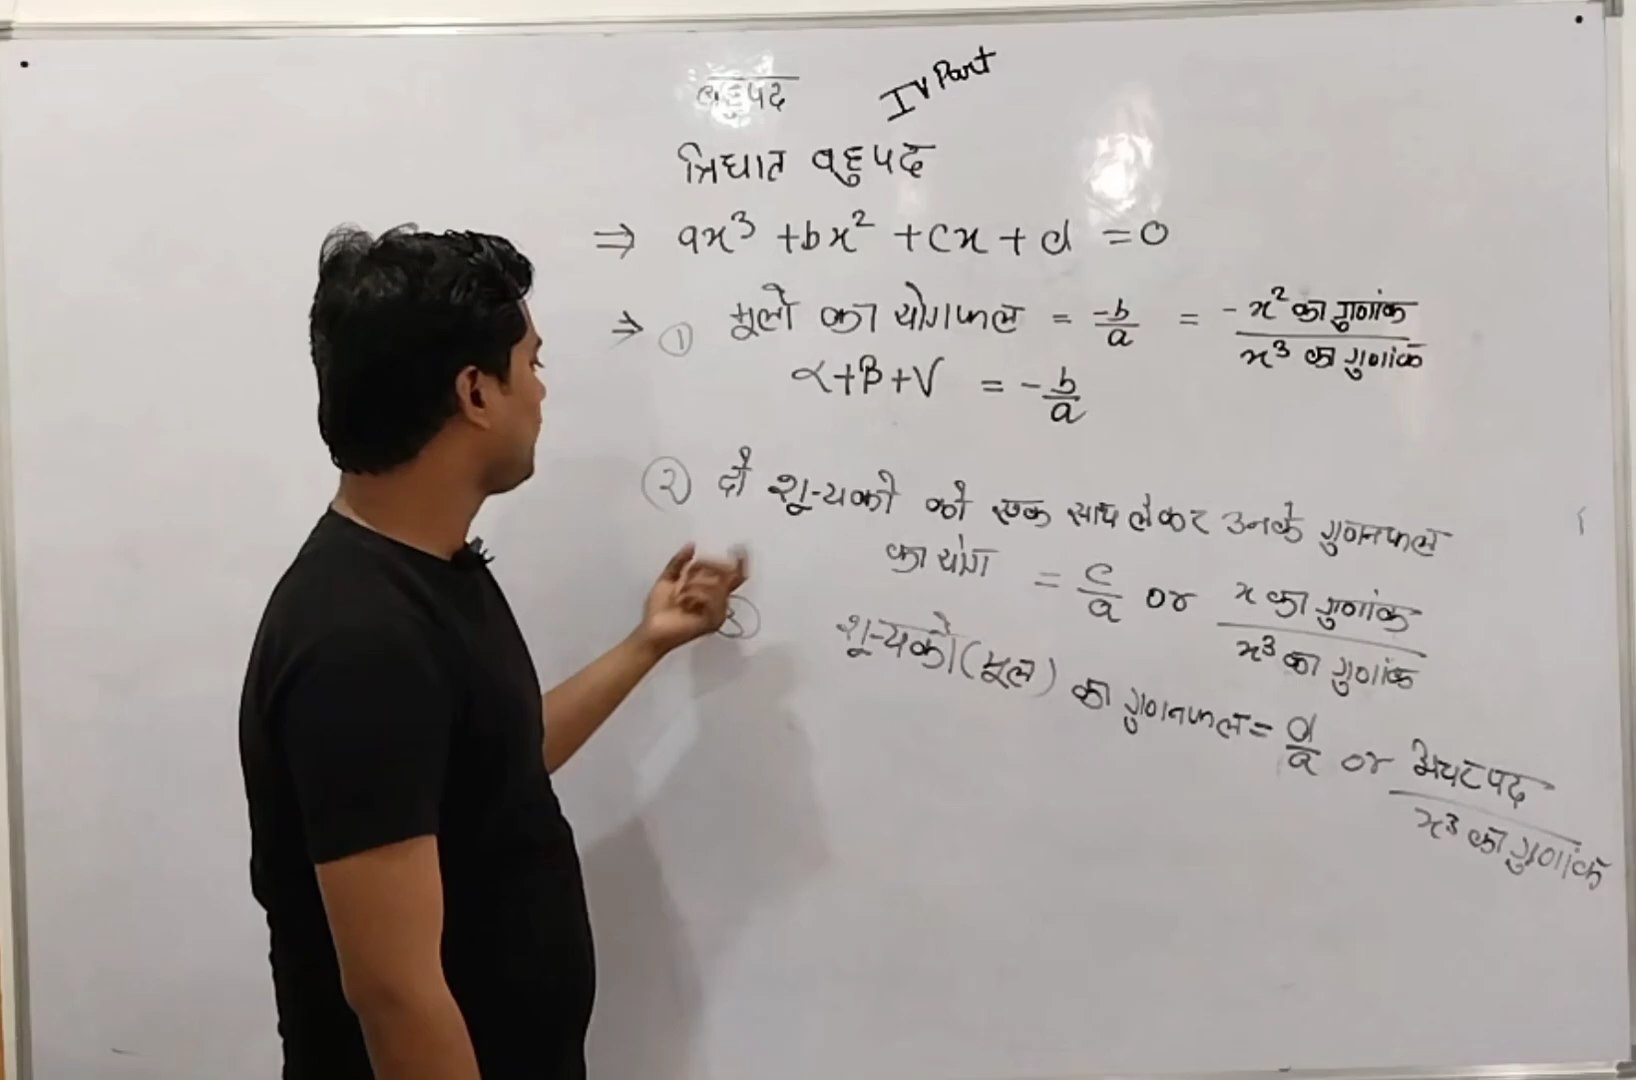 बहुपद
IV Part
त्रिघात बहुपद
⇒ ax³ + bx² + cx + d = 0
⇒ ① मूलो का योगफल = -b/a = - x² का गुणांक / x³ का गुणांक
α+β+γ = - b/a
② दो शून्यको को एक साथ लेकर उनके गुणनफल
का योग = c/a or x का गुणांक / x³ का गुणांक
③ शून्यको (मूल) का गुणनफल = d/a or अचर पद / x³ का गुणांक